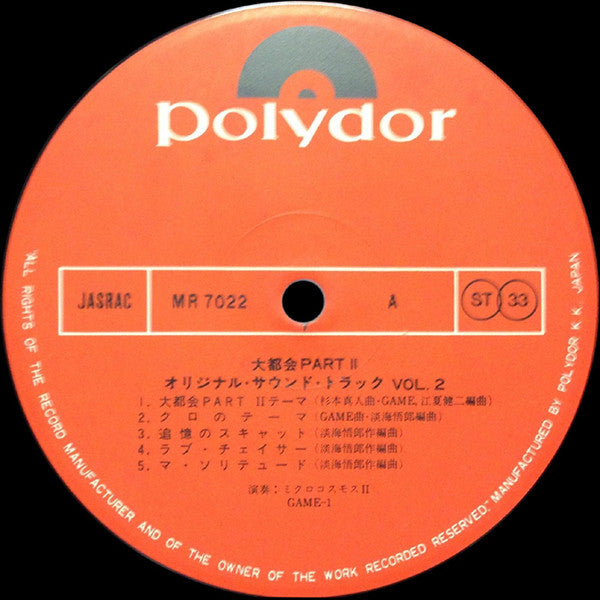 polydor
JASRAC MR 7022 A ST 33
大都会PART II
オリジナル・サウンド・トラック VOL. 2
1. 大都会PART IIテーマ(杉本真人曲・GAME, 江夏健二編曲)
2. クロのテーマ(GAME曲・淡海悟郎編曲)
3. 追憶のスキャット(淡海悟郎作編曲)
4. ラブ・チェイサー(淡海悟郎作編曲)
5. マ・ソリテュード(淡海悟郎作編曲)
演奏:ミクロコスモスII
GAME-1
"ALL RIGHTS OF THE RECORD MANUFACTURER AND OF THE OWNER OF THE WORK RECORDED RESERVED." MANUFACTURED BY POLYDOR K.K. JAPAN